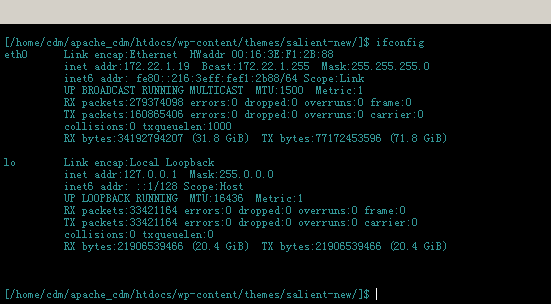 [/home/cdm/apache_cdm/htdocs/wp-content/themes/salient-new/]$ ifconfig
eth0 Link encap:Ethernet HWaddr 00:16:3E:F1:2B:88
inet addr:172.22.1.19 Bcast:172.22.1.255 Mask:255.255.255.0
inet6 addr: fe80::216:3eff:fef1:2b88/64 Scope:Link
UP BROADCAST RUNNING MULTICAST MTU:1500 Metric:1
RX packets:279374098 errors:0 dropped:0 overruns:0 frame:0
TX packets:160865406 errors:0 dropped:0 overruns:0 carrier:0
collisions:0 txqueuelen:1000
RX bytes:34192794207 (31.8 GiB) TX bytes:77172453596 (71.8 GiB)
lo Link encap:Local Loopback
inet addr:127.0.0.1 Mask:255.0.0.0
inet6 addr: ::1/128 Scope:Host
UP LOOPBACK RUNNING MTU:16436 Metric:1
RX packets:33421164 errors:0 dropped:0 overruns:0 frame:0
TX packets:33421164 errors:0 dropped:0 overruns:0 carrier:0
collisions:0 txqueuelen:0
RX bytes:21906539466 (20.4 GiB) TX bytes:21906539466 (20.4 GiB)
[/home/cdm/apache_cdm/htdocs/wp-content/themes/salient-new/]$